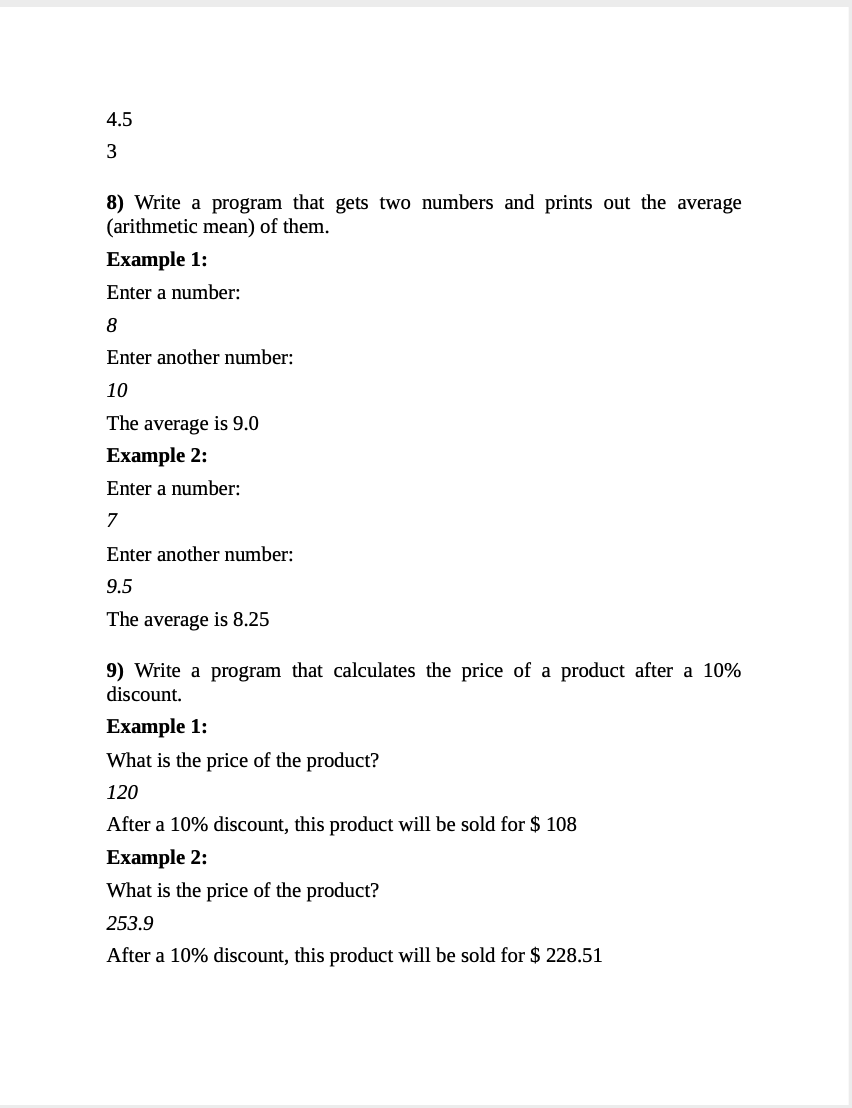 4.5
3
8) Write a program that gets two numbers and prints out the average
(arithmetic mean) of them.
Example 1:
Enter a number:
8
Enter another number:
10
The average is 9.0
Example 2:
Enter a number:
7
Enter another number:
9.5
The average is 8.25
9) Write a program that calculates the price of a product after a 10%
discount.
Example 1:
What is the price of the product?
120
After a 10% discount, this product will be sold for $ 108
Example 2:
What is the price of the product?
253.9
After a 10% discount, this product will be sold for $ 228.51